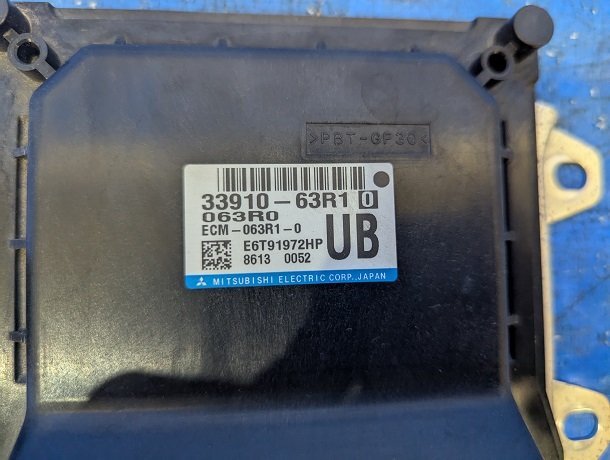 >PBT-GF30<
33910-63R1 0
063R0
ECM-063R1-0
E6T91972HP
UB
8613 0052
MITSUBISHI ELECTRIC CORP.,JAPAN